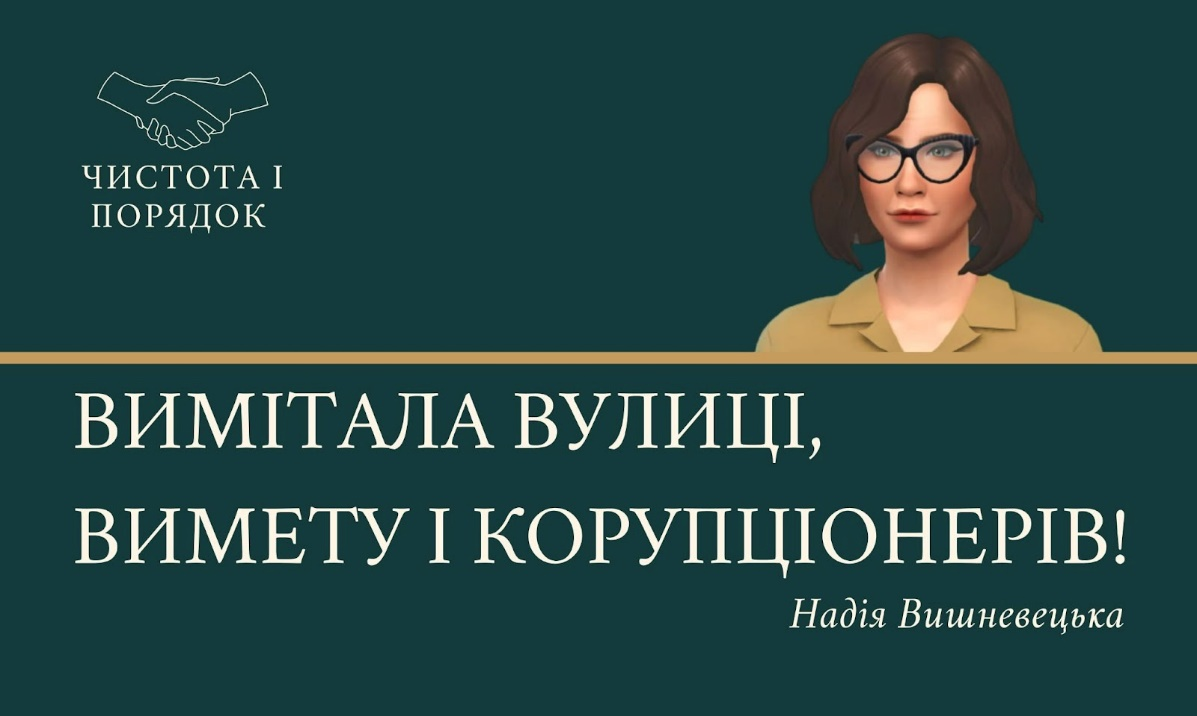 ЧИСТОТА І
ПОРЯДОК
ВИМІТАЛА ВУЛИЦІ,
ВИМЕТУ І КОРУПЦІОНЕРІВ!
Надія Вишневецька